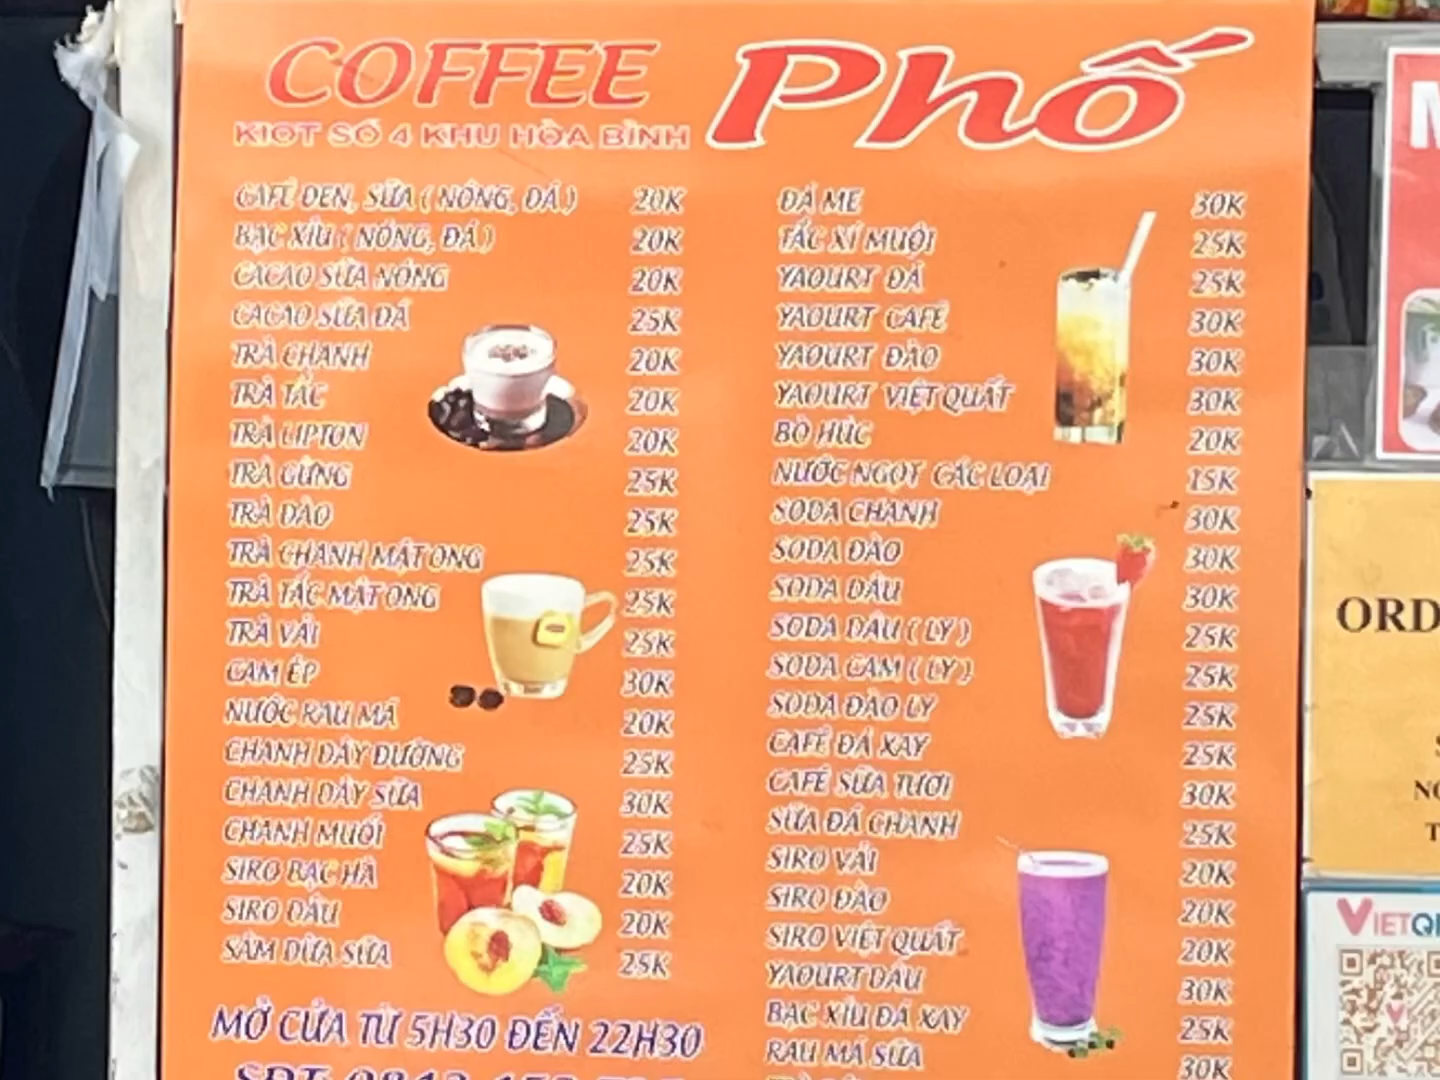 COFFEE Phố
KIOT SỐ 4 KHU HÒA BÌNH
CAFÉ ĐEN, SỮA ( NÓNG, ĐÁ ) 20K
BẠC XỈU ( NÓNG, ĐÁ ) 20K
CACAO SỮA NÓNG 20K
CACAO SỮA ĐÁ 25K
TRÀ CHANH 20K
TRÀ TẮC 20K
TRÀ LIPTON 20K
TRÀ GỪNG 25K
TRÀ ĐÀO 25K
TRÀ CHANH MẬT ONG 25K
TRÀ TẮC MẬT ONG 25K
TRÀ VẢI 25K
CAM ÉP 30K
NƯỚC RAU MÁ 20K
CHANH DÂY ĐƯỜNG 25K
CHANH DÂY SỮA 30K
CHANH MUỐI 25K
SIRO BẠC HÀ 20K
SIRO DÂU 20K
SÂM DỨA SỮA 25K
MỞ CỬA TỪ 5H30 ĐẾN 22H30
ĐÁ ME 30K
TẮC XÍ MUỘI 25K
YAOURT ĐÁ 25K
YAOURT CAFÉ 30K
YAOURT ĐÀO 30K
YAOURT VIỆT QUẤT 30K
BÒ HÚC 20K
NƯỚC NGỌT CÁC LOẠI 15K
SODA CHANH 30K
SODA ĐÀO 30K
SODA DÂU 30K
SODA DÂU ( LY ) 25K
SODA CAM ( LY ) 25K
SODA ĐÀO LY 25K
CAFÉ ĐÁ XAY 25K
CAFÉ SỮA TƯƠI 30K
SỮA ĐÁ CHANH 25K
SIRO VẢI 20K
SIRO ĐÀO 20K
SIRO VIỆT QUẤT 20K
YAOURT DÂU 30K
BẠC XỈU ĐÁ XAY 25K
RAU MÁ SỮA 30K
ORD
VIETQR